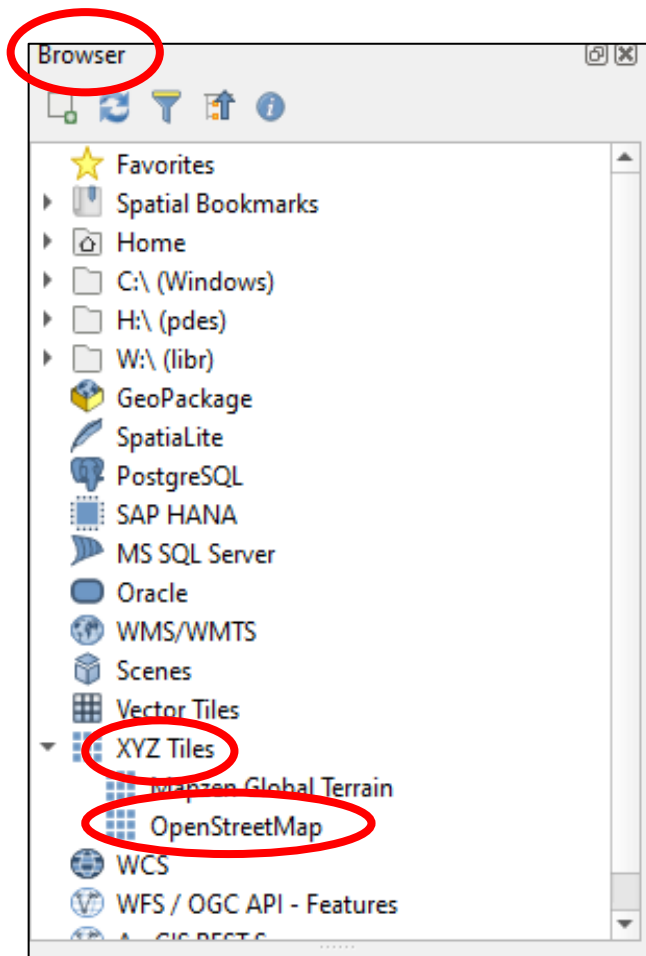 Browser
Favorites
Spatial Bookmarks
Home
C:\ (Windows)
H:\ (pdes)
W:\ (libr)
GeoPackage
SpatiaLite
PostgreSQL
SAP HANA
MS SQL Server
Oracle
WMS/WMTS
Scenes
Vector Tiles
XYZ Tiles
Mapzen Global Terrain
OpenStreetMap
WCS
WFS / OGC API - Features